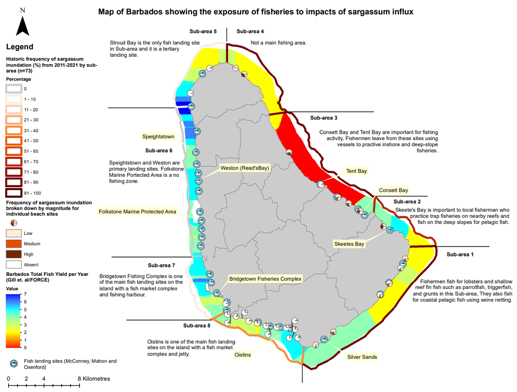 Map of Barbados showing the exposure of fisheries to impacts of sargassum influx
N
Legend
Historic frequency of sargassum
inundation (%) from 2011-2021 by sub-
area (n=73)
Percentage
0
1 - 10
11 - 20
21 - 30
31 - 40
41 - 50
51 - 60
61 - 70
71 - 80
81 - 90
91 - 100
Frequency of sargassum inundation
broken down by magnitude for
individual beach sites
Low
Medium
High
Absent
Barbados Total Fish Yield per Year
(Gill et. al/FORCE)
Value
7
6
5
4
3
2
1
0
Fish landing sites (McConney, Mahon and
Oxenford)
0 2 4 8 Kilometres
Sub-area 5
Sub-area 4
Stroud Bay is the only fish landing site
in Sub-area and it is a tertiary
landing site.
Not a main fishing area.
Sub-area 3
Consett Bay and Tent Bay are important for fishing
activity, Fishermen leave from these sites using
vessels to practive inshore and deep-slope
fisheries.
Speightstown
Sub-area 6
Speightstown and Weston are
primary landing sites. Folkstone
Marine Portected Area is a no
fishing zone.
Weston (Read'sBay)
Tent Bay
Consett Bay
Sub-area 2
Skeete's Bay is important to local fisherman who
practice trap fisheries on nearby reefs and
fish on the deep slopes for pelagic fish.
Folkstone Marine Protected Area
Skeetes Bay
Sub-area 1
Sub-area 7
Bridgetown Fishing Complex is one
of the main fish landing sites on the
island with a fish market complex
and fishing harbour.
Bridgetown Fisheries Complex
Fishermen fish for lobsters and shallow
reef fish such as parrotfish, triggerfish,
and grunts in the Sub-area, They also fish
for coastal pelagic fish using seine netting.
Sub-area 8
Oistins is one of the main fish landing
sites on the island with a fish market
complex and jetty.
Oistins
Silver Sands